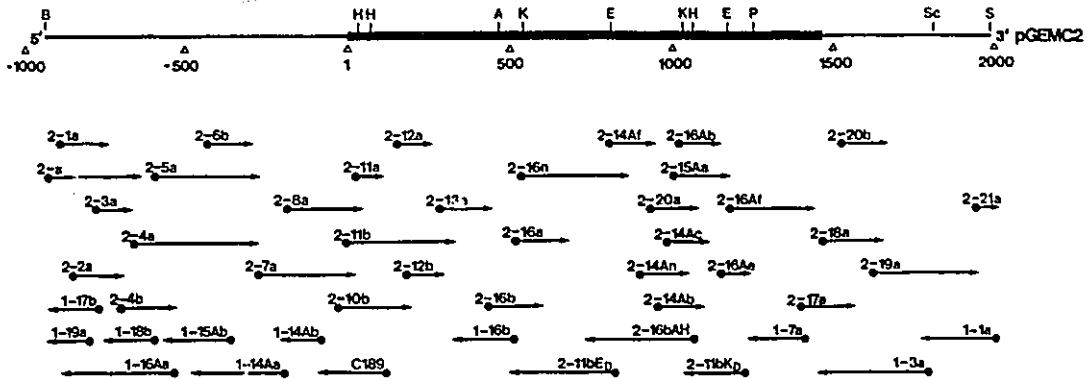 B H H A K E K H E P Sc S
5' 3' pGEMC2
-1000 -500 1 500 1000 1500 2000
2-1a 2-6b 2-12a 2-14Af 2-16Ab 2-20b
2-5a 2-11a 2-16n 2-15Aa
2-3a 2-8a 2-20a 2-16Af 2-21a
2-4a 2-11b 2-16a 2-14Ac 2-18a
2-2a 2-7a 2-12b 2-14An 2-16Aa 2-19a
1-17b 2-4b 2-10b 2-16b 2-14Ab 2-17a
1-19a 1-18b 1-15Ab 1-14Ab 1-16b 2-16bAH 1-7a 1-1a
1-16Aa 1-14Aa C189 2-11bED 2-11bKD 1-3a